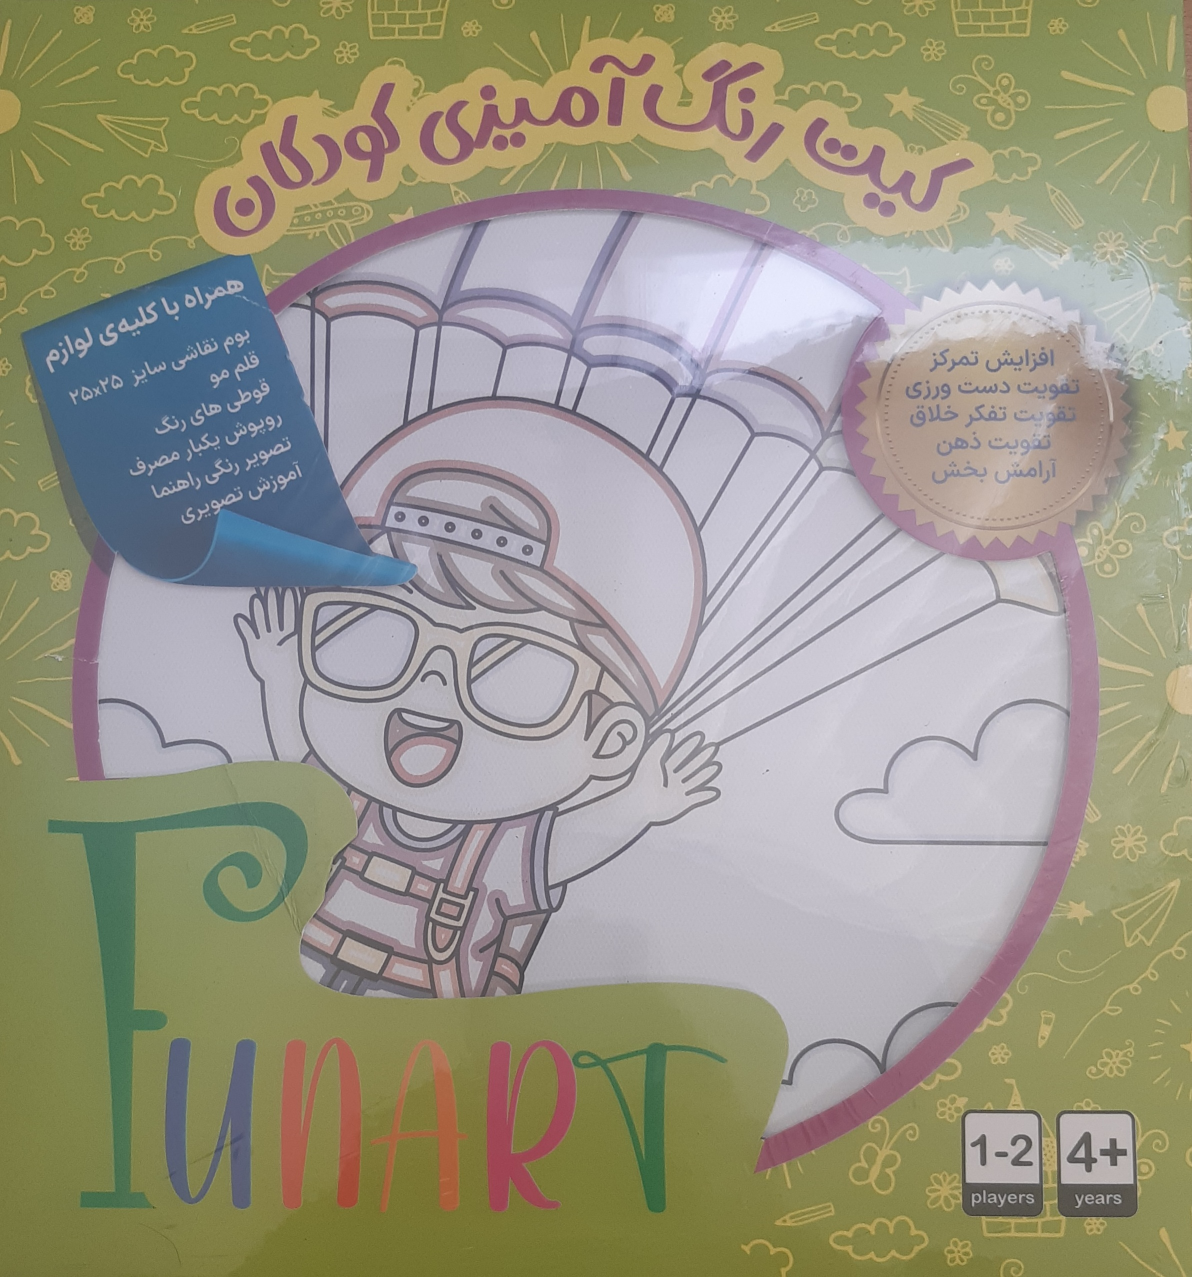 کیت رنگ آمیزی کودکان
همراه با کلیه‌ی لوازم
بوم نقاشی سایز ۲۵x۲۵
قلم مو
قوطی های رنگ
روپوش یکبار مصرف
تصویر رنگی راهنما
آموزش تصویری
افزایش تمرکز
تقویت دست ورزی
تقویت تفکر خلاق
تقویت ذهن
آرامش بخش
FUNART
1-2
players
4+
years